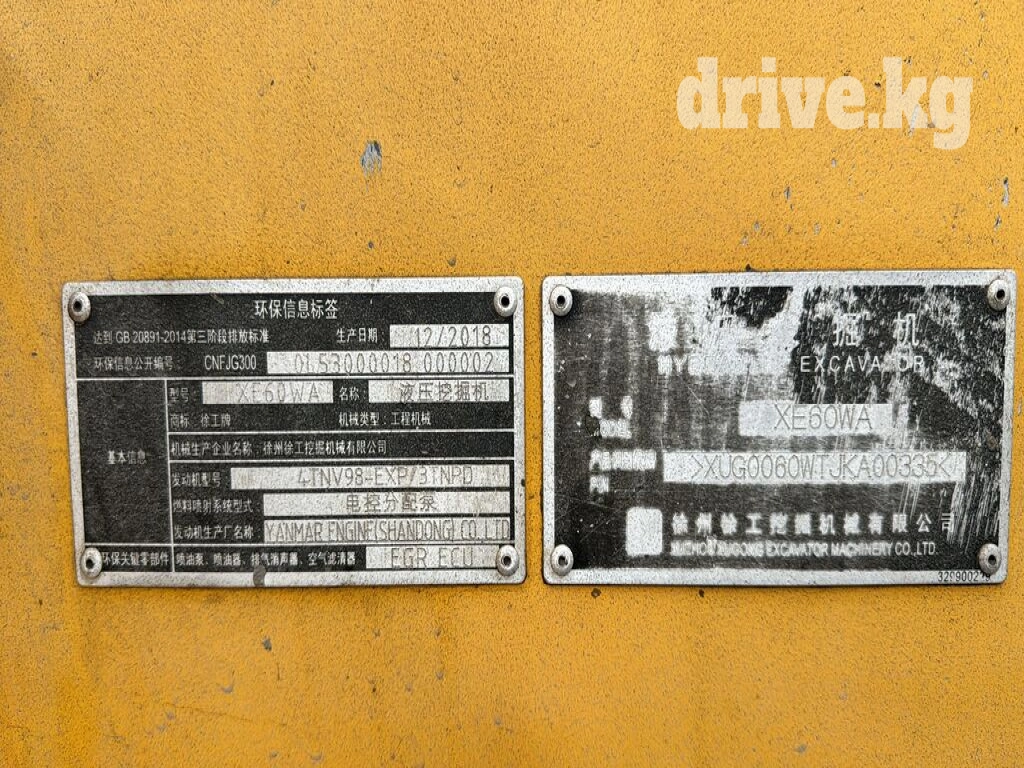 drive.kg
环保信息标签
达到 GB 20891-2014第三阶段排放标准 生产日期 12/2018
环保信息公开编号 CNFJG300 0L53000018 000002
基本信息
型号: XE60WA 名称: 液压挖掘机
商标: 徐工牌 机械类型: 工程机械
机械生产企业名称: 徐州徐工挖掘机械有限公司
发动机型号 4TNV98-EXP/3TNPD
燃料喷射系统型式 电控分配泵
发动机生产厂名称 YANMAR ENGINE(SHANDONG) CO.LTD
环保关键零部件 喷油泵、喷油器、排气消声器、空气滤清器 EGR ECU
掘 机
EXCAVATOR
XE60WA
>XUG0060WTJKA00335<
徐州徐工挖掘机械有限公司
XUZHOU XUGONG EXCAVATOR MACHINERY CO.,LTD.